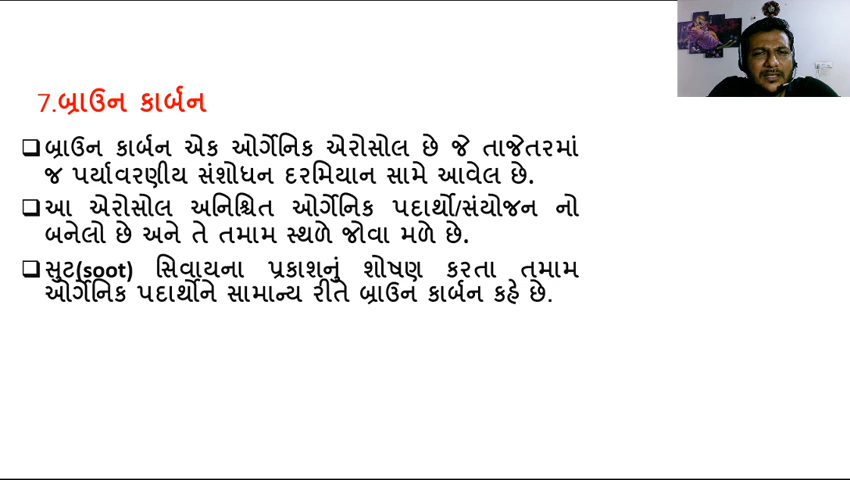 7.બ્રાઉન કાર્બન
❑બ્રાઉન કાર્બન એક ઓર્ગેનિક એરોસોલ છે જે તાજેતરમાં
જ પર્યાવરણીય સંશોધન દરમિયાન સામે આવેલ છે.
❑આ એરોસોલ અનિશ્ચિત ઓર્ગેનિક પદાર્થો/સંયોજન નો
બનેલો છે અને તે તમામ સ્થળે જોવા મળે છે.
❑સુટ(soot) સિવાયના પ્રકાશનું શોષણ કરતા તમામ
ઓર્ગેનિક પદાર્થોને સામાન્ય રીતે બ્રાઉન કાર્બન કહે છે.